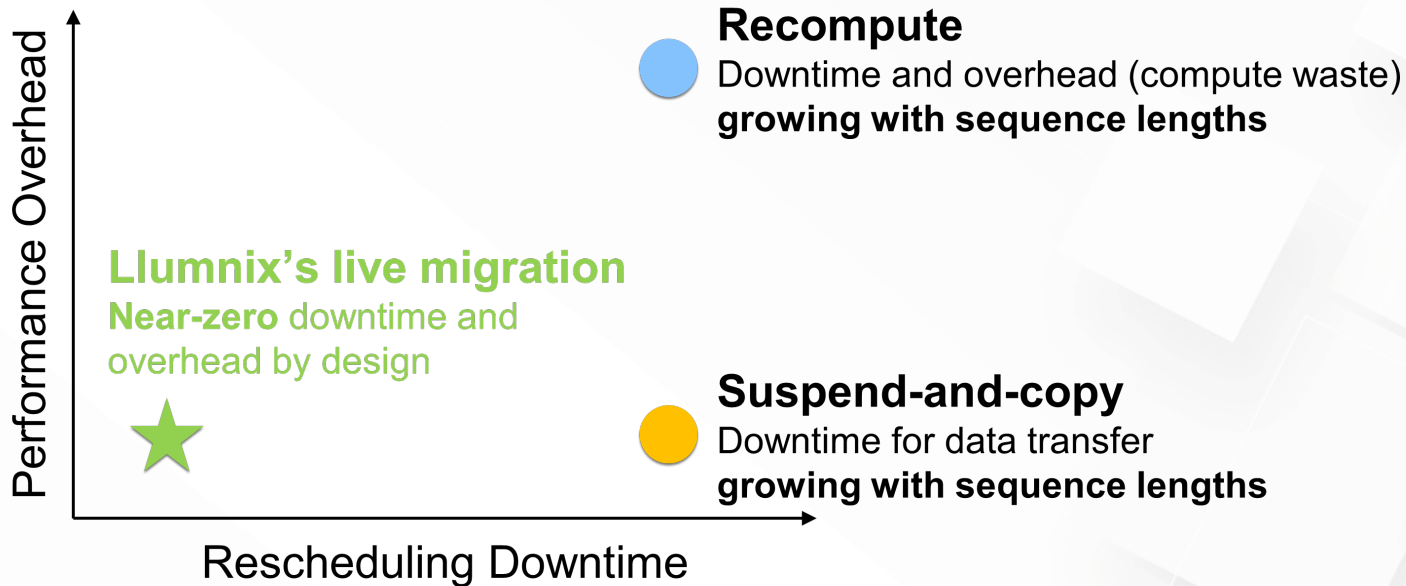 Performance Overhead
Recompute
Downtime and overhead (compute waste)
growing with sequence lengths
Llumnix’s live migration
Near-zero downtime and
overhead by design
Suspend-and-copy
Downtime for data transfer
growing with sequence lengths
Rescheduling Downtime